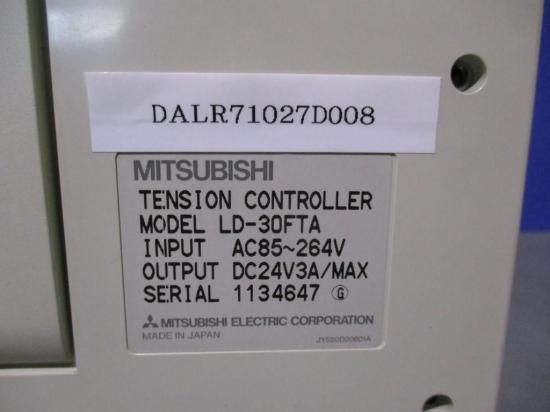 DALR71027D008
MITSUBISHI
TENSION CONTROLLER
MODEL LD-30FTA
INPUT AC85~264V
OUTPUT DC24V3A/MAX
SERIAL 1134647 Ⓖ
MITSUBISHI ELECTRIC CORPORATION
MADE IN JAPAN
JY550D20601A